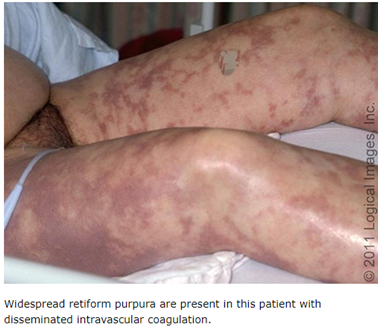 © 2011 Logical Images, Inc.
Widespread retiform purpura are present in this patient with
disseminated intravascular coagulation.